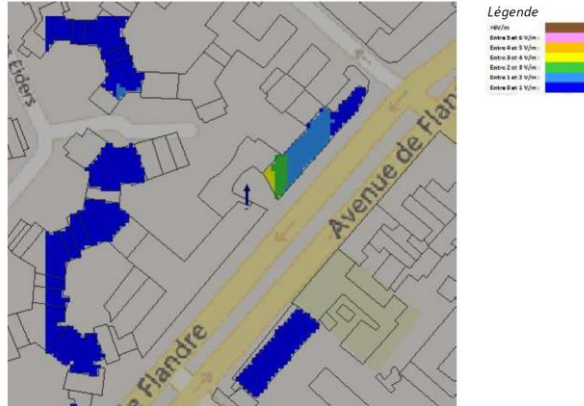 Légende
Entre 5 et 6 V/m :
Entre 4 et 5 V/m :
Entre 3 et 4 V/m :
Entre 2 et 3 V/m :
Entre 1 et 2 V/m :
Entre 0 et 1 V/m :
Eiders
Avenue de Flan
de Flandre